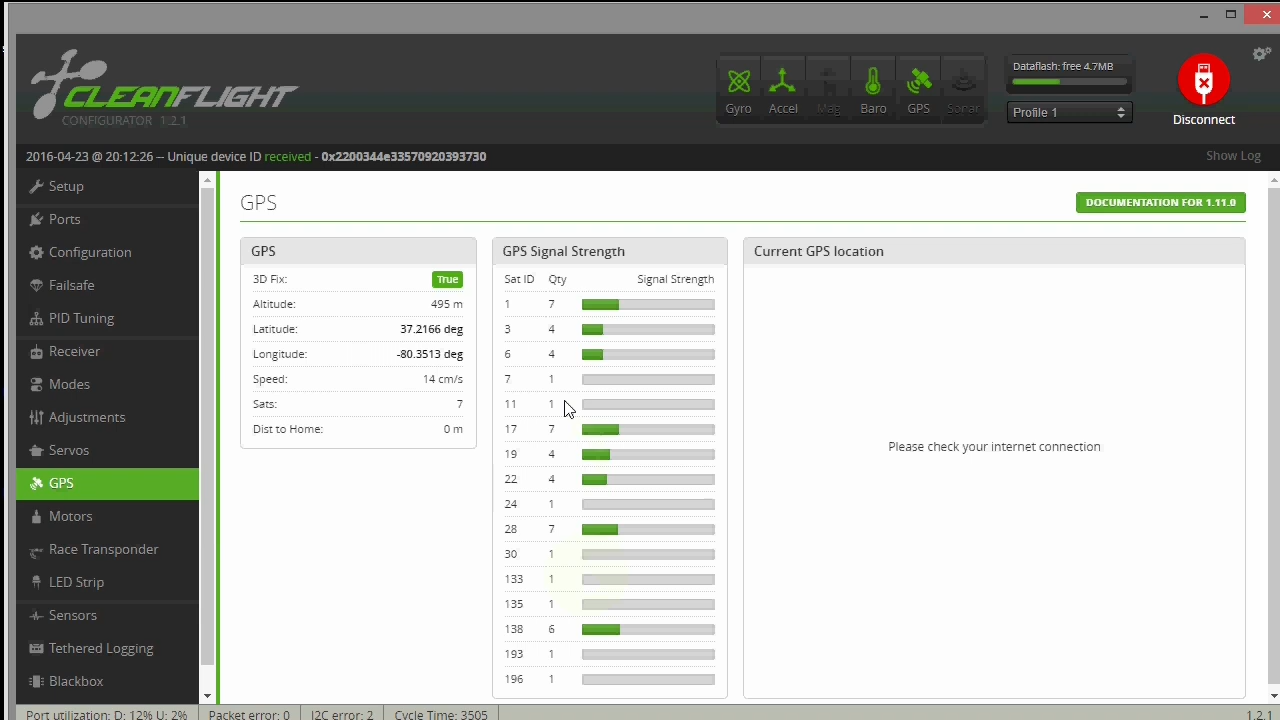 CLEANFLIGHT
CONFIGURATOR 1.2.1
Gyro Accel Mag Baro GPS Sonar
Dataflash: free 4.7MB
Profile 1
Disconnect
2016-04-23 @ 20:12:26 -- Unique device ID received - 0x2200344e33570920393730
Show Log
Setup
Ports
Configuration
Failsafe
PID Tuning
Receiver
Modes
Adjustments
Servos
GPS
Motors
Race Transponder
LED Strip
Sensors
Tethered Logging
Blackbox
GPS
DOCUMENTATION FOR 1.11.0
GPS
3D Fix: True
Altitude: 495 m
Latitude: 37.2166 deg
Longitude: -80.3513 deg
Speed: 14 cm/s
Sats: 7
Dist to Home: 0 m
GPS Signal Strength
Sat ID Qty Signal Strength
1 7
3 4
6 4
7 1
11 1
17 7
19 4
22 4
24 1
28 7
30 1
133 1
135 1
138 6
193 1
196 1
Current GPS location
Please check your internet connection
Port utilization: D: 12% U: 2% Packet error: 0 I2C error: 2 Cycle Time: 3505 1.2.1